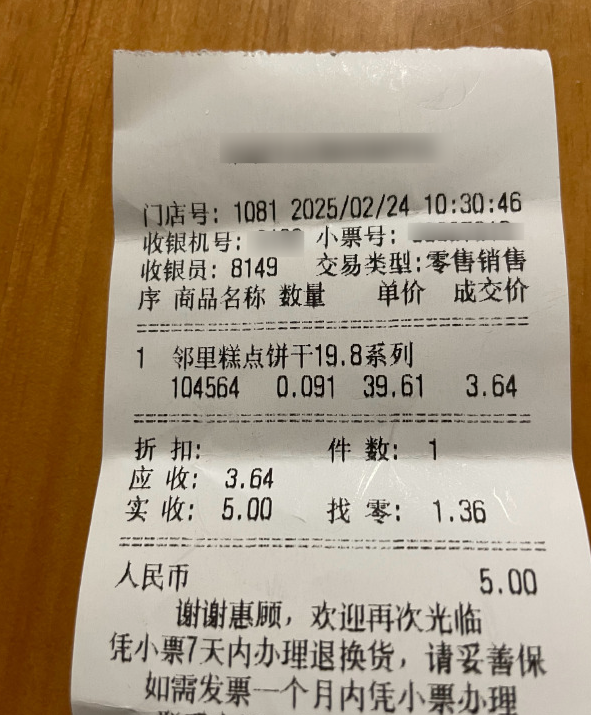 门店号: 1081 2025/02/24 10:30:46
收银机号: 小票号:
收银员: 8149 交易类型:零售销售
序 商品名称 数量 单价 成交价
1 邻里糕点饼干19.8系列
104564 0.091 39.61 3.64
折 扣: 件 数: 1
应 收: 3.64
实 收: 5.00 找 零: 1.36
人民币 5.00
谢谢惠顾，欢迎再次光临
凭小票7天内办理退换货，请妥善保
如需发票一个月内凭小票办理